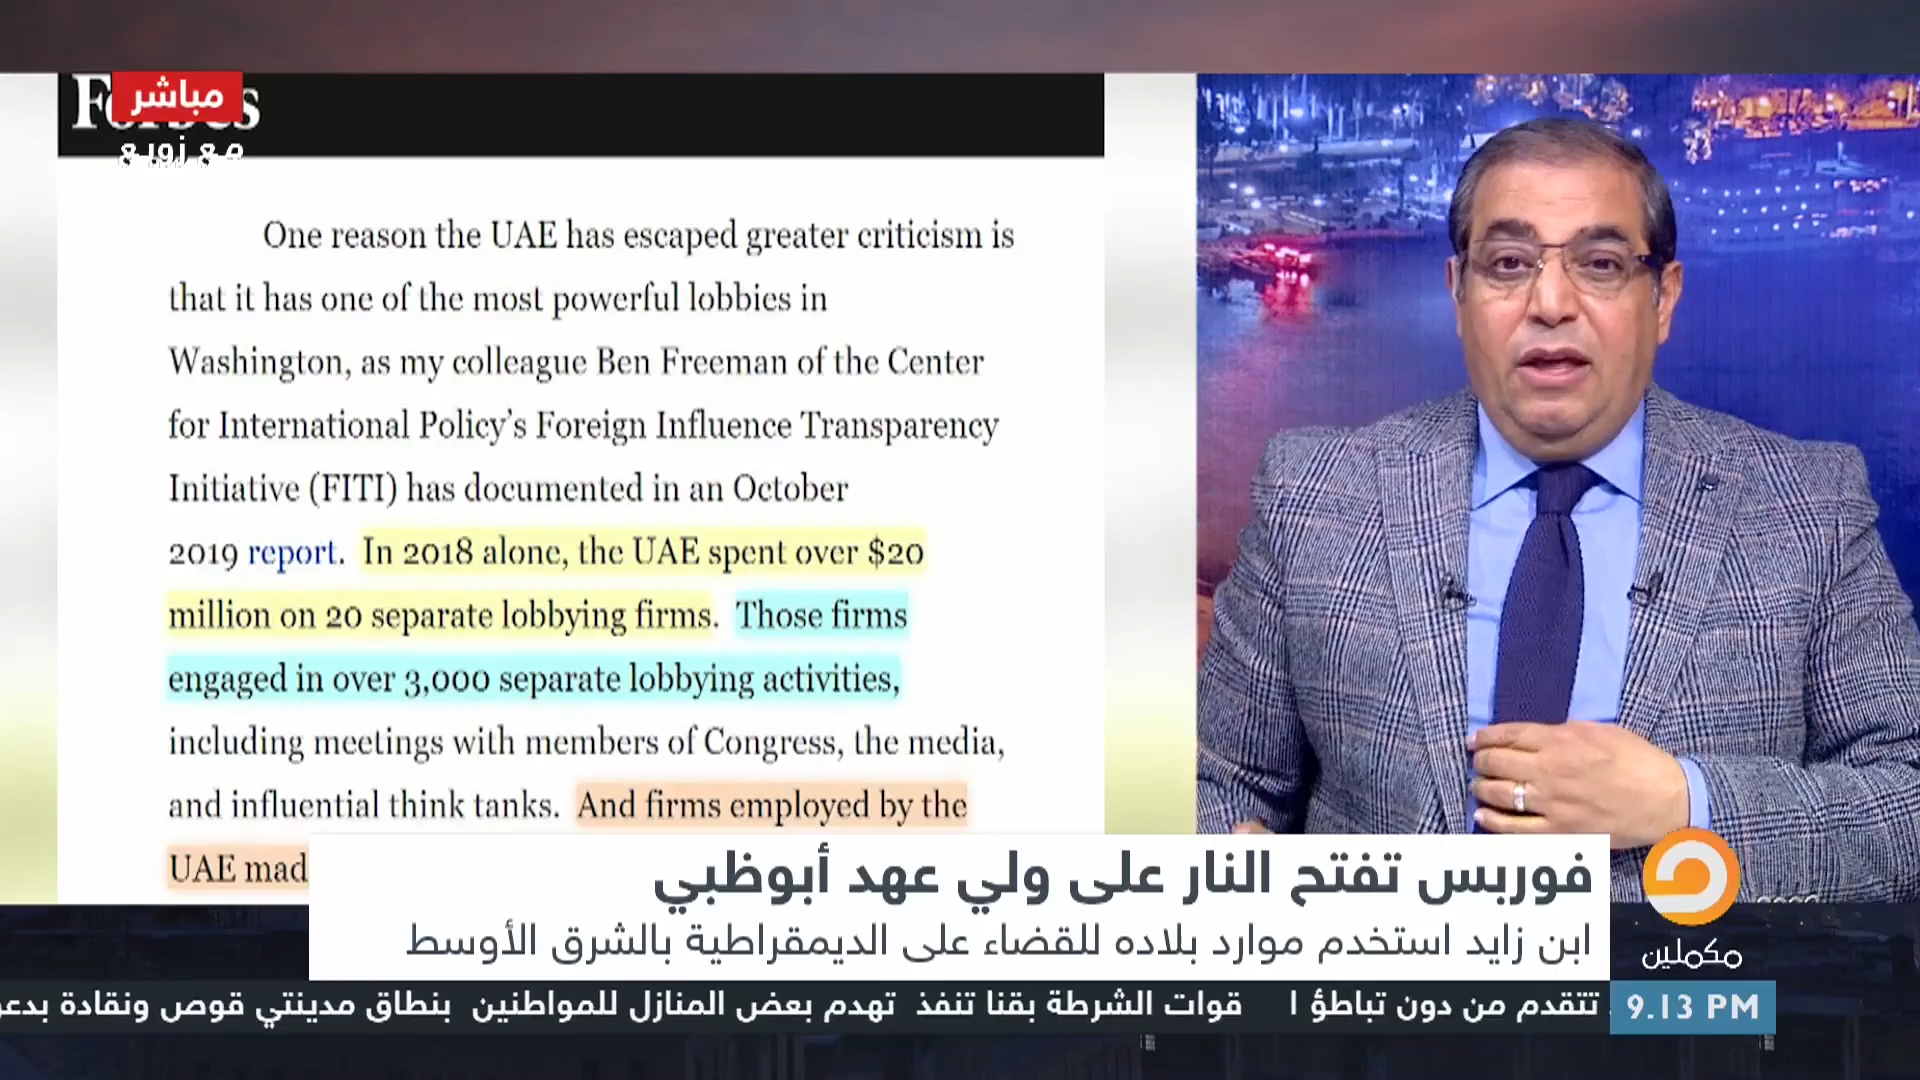 Forbes
مباشر
مع زوبع
One reason the UAE has escaped greater criticism is
that it has one of the most powerful lobbies in
Washington, as my colleague Ben Freeman of the Center
for International Policy's Foreign Influence Transparency
Initiative (FITI) has documented in an October
2019 report. In 2018 alone, the UAE spent over $20
million on 20 separate lobbying firms. Those firms
engaged in over 3,000 separate lobbying activities,
including meetings with members of Congress, the media,
and influential think tanks. And firms employed by the
UAE mad
فوربس تفتح النار على ولي عهد أبوظبي
ابن زايد استخدم موارد بلاده للقضاء على الديمقراطية بالشرق الأوسط
مكملين
تتقدم من دون تباطؤ ا قوات الشرطة بقنا تنفذ تهدم بعض المنازل للمواطنين بنطاق مدينتي قوص ونقادة بدعو
9.13 PM